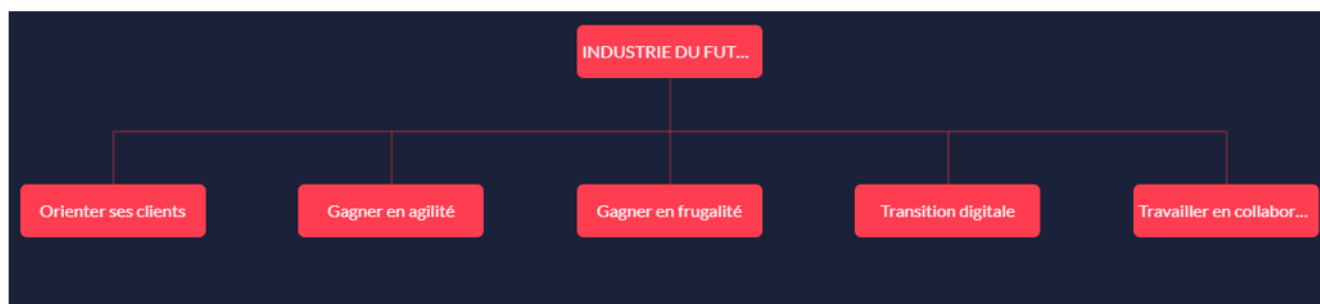 INDUSTRIE DU FUT...
Orienter ses clients
Gagner en agilité
Gagner en frugalité
Transition digitale
Travailler en collabor...